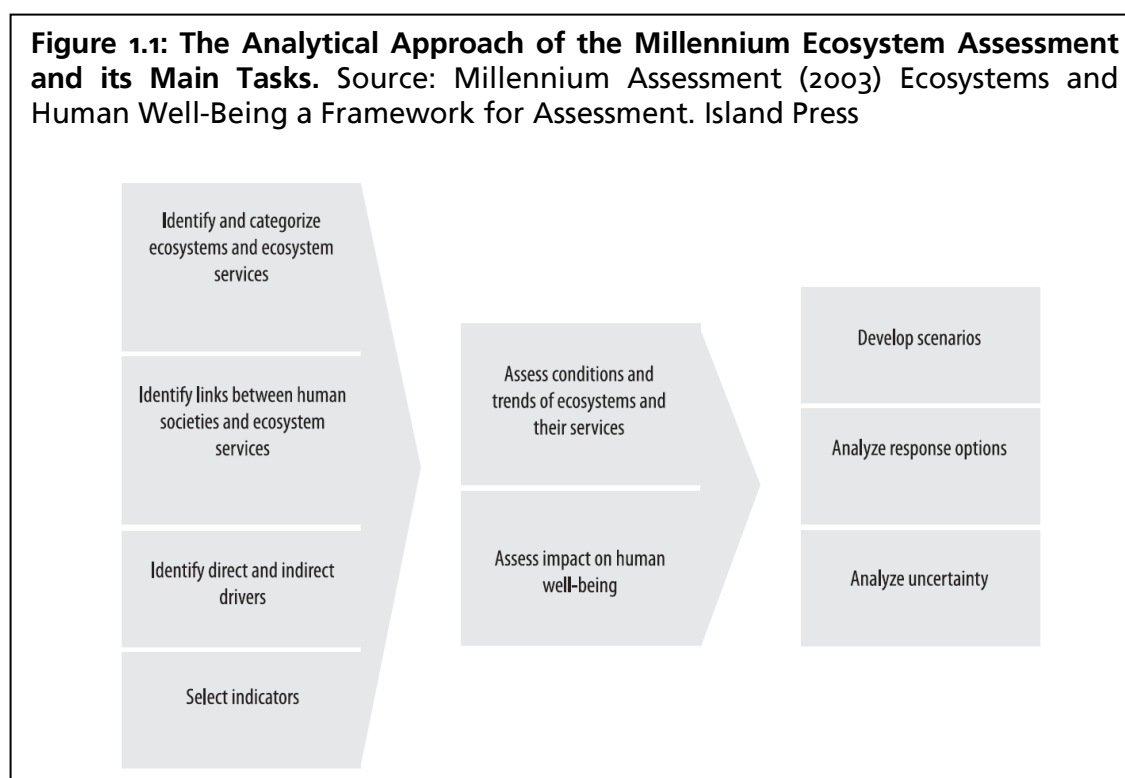 Figure 1.1: The Analytical Approach of the Millennium Ecosystem Assessment
and its Main Tasks. Source: Millennium Assessment (2003) Ecosystems and
Human Well-Being a Framework for Assessment. Island Press
Identify and categorize
ecosystems and ecosystem
services
Identify links between human
societies and ecosystem
services
Identify direct and indirect
drivers
Select indicators
Assess conditions and
trends of ecosystems and
their services
Assess impact on human
well-being
Develop scenarios
Analyze response options
Analyze uncertainty